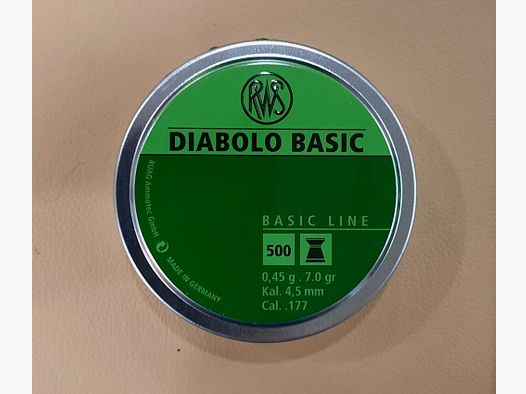 RWS
DIABOLO BASIC
BASIC LINE
500
0,45 g . 7.0 gr
Kal. 4,5 mm
Cal. .177
RUAG Ammotec GmbH
MADE IN GERMANY